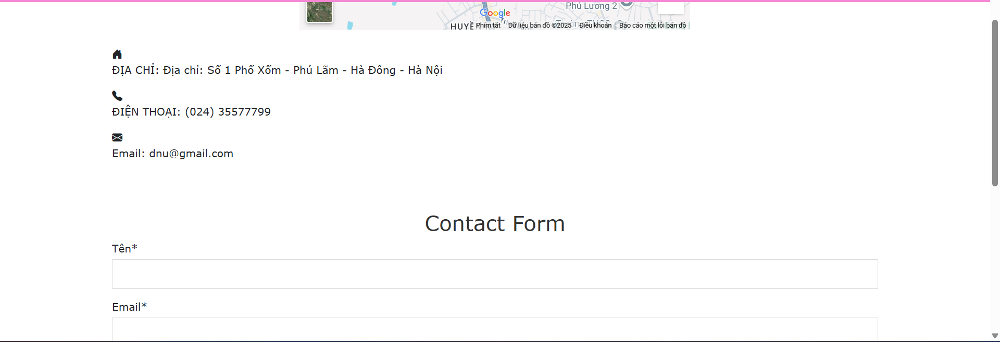 Phú Lương 2
Google
HUYỆ
Phím tắt Dữ liệu bản đồ ©2025 Điều khoản Báo cáo một lỗi bản đồ
ĐỊA CHỈ: Địa chỉ: Số 1 Phố Xốm - Phú Lãm - Hà Đông - Hà Nội
ĐIỆN THOẠI: (024) 35577799
Email: dnu@gmail.com
Contact Form
Tên*
Email*